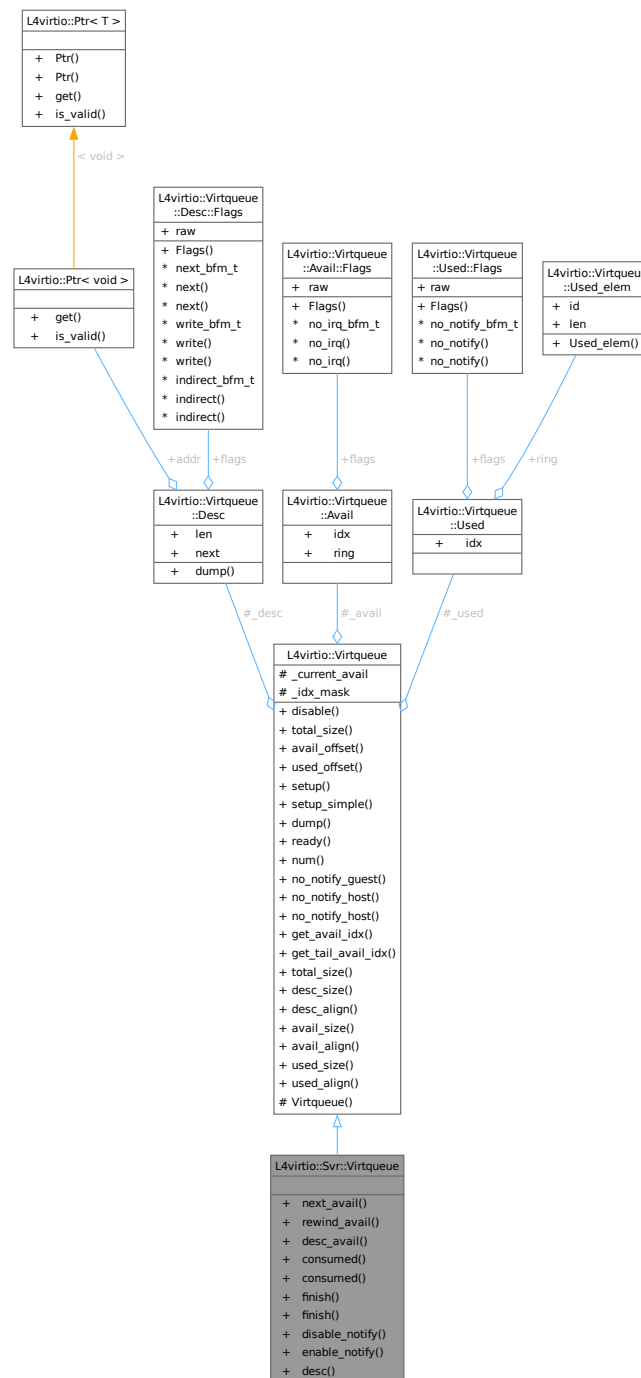 L4virtio::Ptr< T >
+ Ptr()
+ Ptr()
+ get()
+ is_valid()
< void >
L4virtio::Ptr< void >
+ get()
+ is_valid()
L4virtio::Virtqueue
::Desc::Flags
+ raw
+ Flags()
* next_bfm_t
* next()
* next()
* write_bfm_t
* write()
* write()
* indirect_bfm_t
* indirect()
* indirect()
L4virtio::Virtqueue
::Avail::Flags
+ raw
+ Flags()
* no_irq_bfm_t
* no_irq()
* no_irq()
L4virtio::Virtqueue
::Used::Flags
+ raw
+ Flags()
* no_notify_bfm_t
* no_notify()
* no_notify()
L4virtio::Virtqueue
::Used_elem
+ id
+ len
+ Used_elem()
+addr
+flags
+flags
+flags
+ring
L4virtio::Virtqueue
::Desc
+ len
+ next
+ dump()
L4virtio::Virtqueue
::Avail
+ idx
+ ring
L4virtio::Virtqueue
::Used
+ idx
#_desc
#_avail
#_used
L4virtio::Virtqueue
# _current_avail
# _idx_mask
+ disable()
+ total_size()
+ avail_offset()
+ used_offset()
+ setup()
+ setup_simple()
+ dump()
+ ready()
+ num()
+ no_notify_guest()
+ no_notify_host()
+ no_notify_host()
+ get_avail_idx()
+ get_tail_avail_idx()
+ total_size()
+ desc_size()
+ desc_align()
+ avail_size()
+ avail_align()
+ used_size()
+ used_align()
# Virtqueue()
L4virtio::Svr::Virtqueue
+ next_avail()
+ rewind_avail()
+ desc_avail()
+ consumed()
+ consumed()
+ finish()
+ finish()
+ disable_notify()
+ enable_notify()
+ desc()